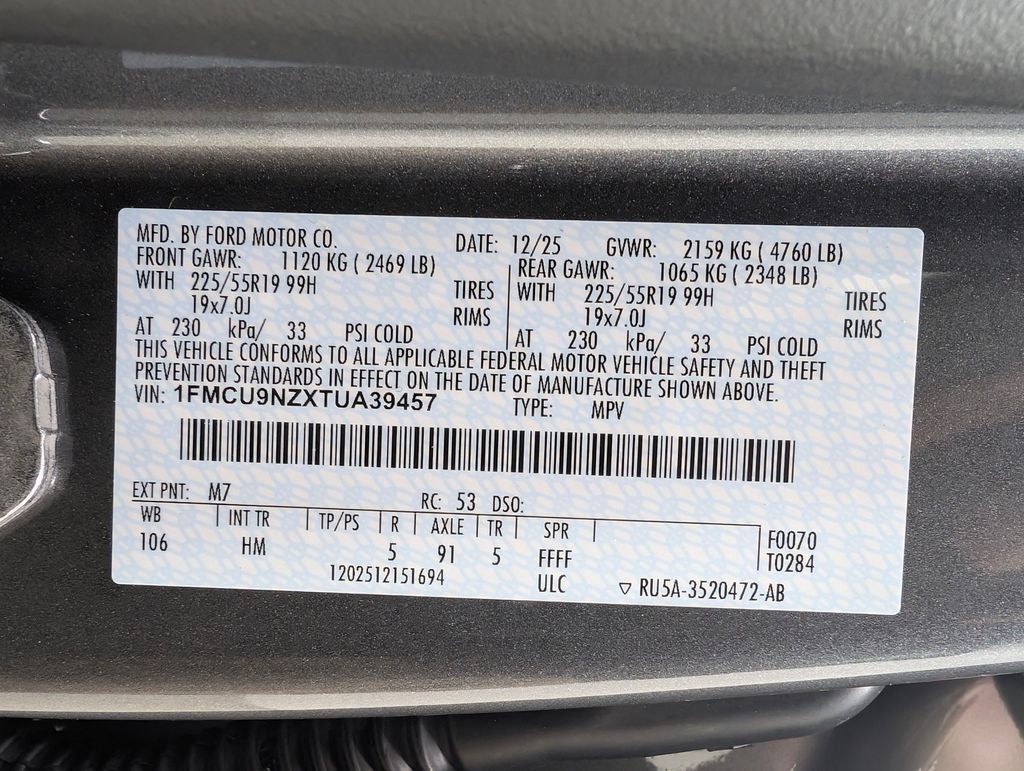 MFD. BY FORD MOTOR CO. DATE: 12/25 GVWR: 2159 KG ( 4760 LB)
FRONT GAWR: 1120 KG ( 2469 LB) REAR GAWR: 1065 KG ( 2348 LB)
WITH 225/55R19 99H TIRES WITH 225/55R19 99H TIRES
19x7.0J RIMS 19x7.0J RIMS
AT 230 kPa/ 33 PSI COLD AT 230 kPa/ 33 PSI COLD
THIS VEHICLE CONFORMS TO ALL APPLICABLE FEDERAL MOTOR VEHICLE SAFETY AND THEFT
PREVENTION STANDARDS IN EFFECT ON THE DATE OF MANUFACTURE SHOWN ABOVE.
VIN: 1FMCU9NZXTUA39457 TYPE: MPV
EXT PNT: M7 RC: 53 DSO:
WB INT TR TP/PS R AXLE TR SPR F0070
106 HM 5 91 5 FFFF T0284
1202512151694 ULC ▽ RU5A-3520472-AB